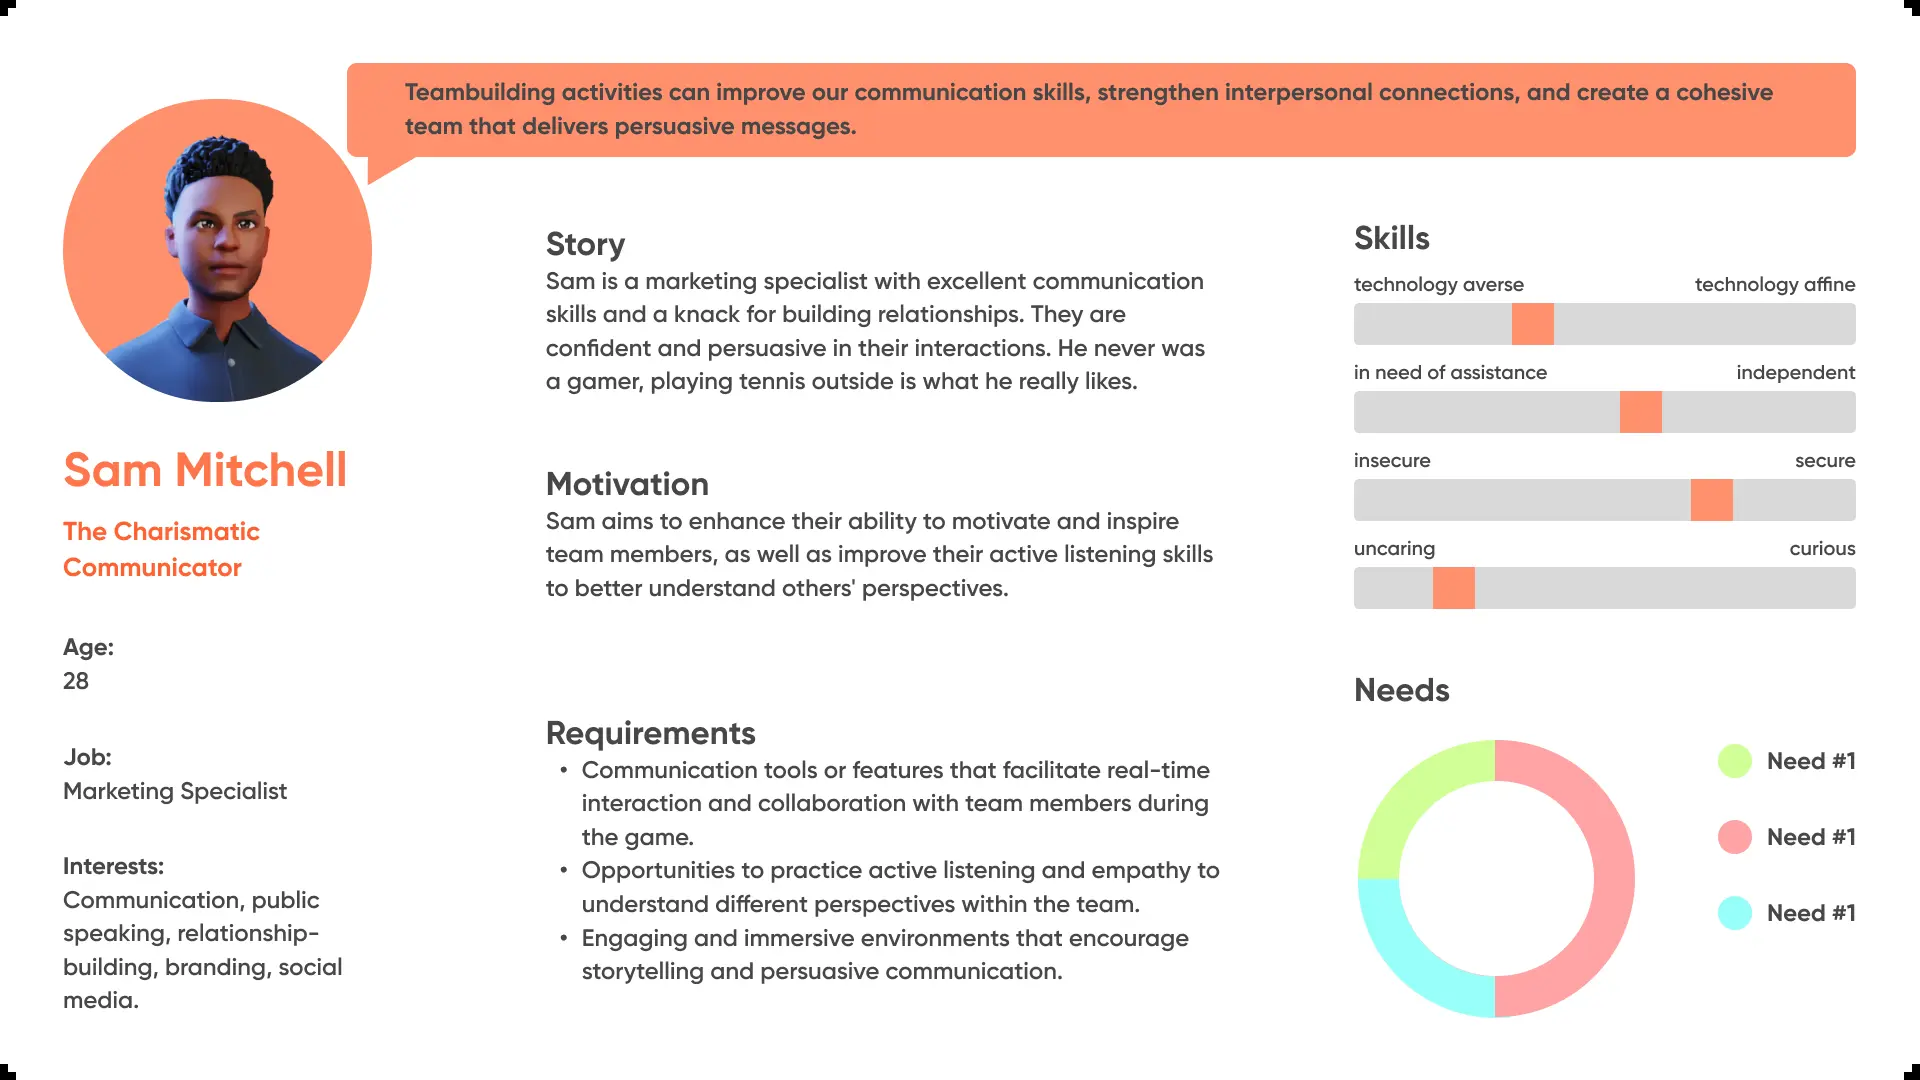 Teambuilding activities can improve our communication skills, strengthen interpersonal connections, and create a cohesive
team that delivers persuasive messages.
Sam Mitchell
The Charismatic
Communicator
Age:
28
Job:
Marketing Specialist
Interests:
Communication, public
speaking, relationship-
building, branding, social
media.
Story
Sam is a marketing specialist with excellent communication
skills and a knack for building relationships. They are
confident and persuasive in their interactions. He never was
a gamer, playing tennis outside is what he really likes.
Motivation
Sam aims to enhance their ability to motivate and inspire
team members, as well as improve their active listening skills
to better understand others' perspectives.
Requirements
• Communication tools or features that facilitate real-time
interaction and collaboration with team members during
the game.
• Opportunities to practice active listening and empathy to
understand different perspectives within the team.
• Engaging and immersive environments that encourage
storytelling and persuasive communication.
Skills
technology averse technology affine
in need of assistance independent
insecure secure
uncaring curious
Needs
Need #1
Need #1
Need #1